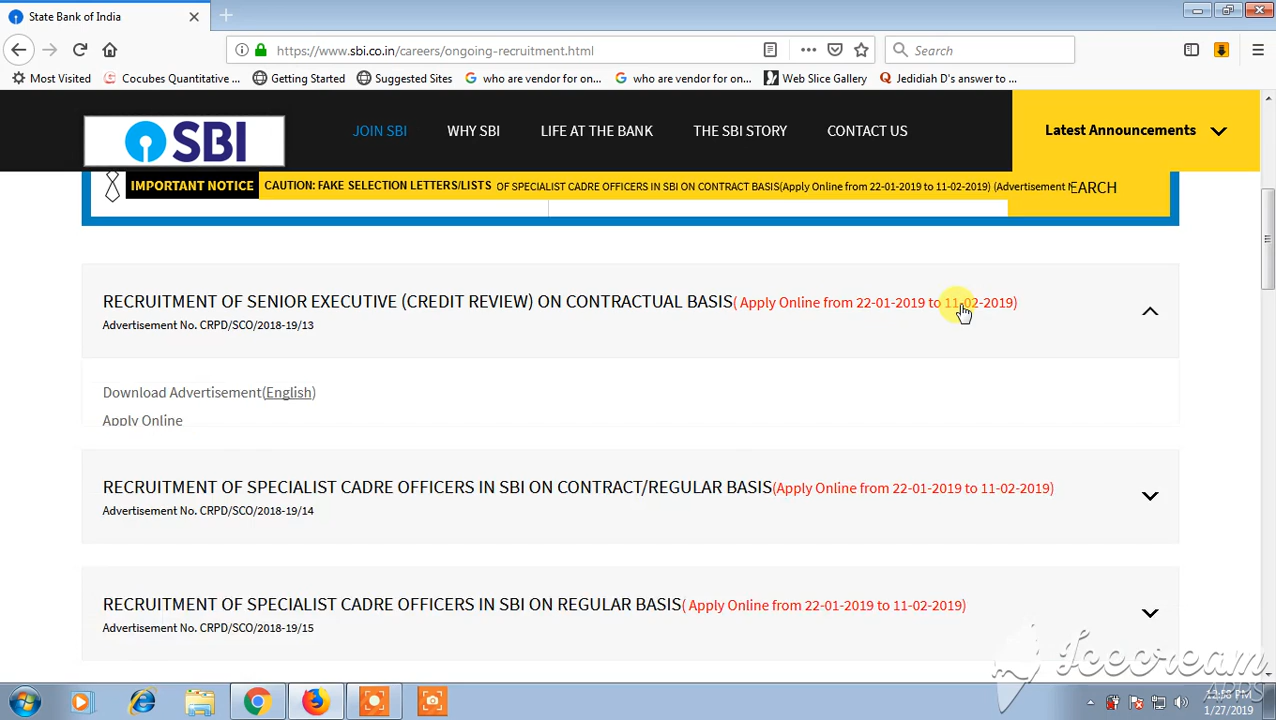 State Bank of India
https://www.sbi.co.in/careers/ongoing-recruitment.html
Search
Most Visited
Cocubes Quantitative ...
Getting Started
Suggested Sites
who are vendor for on...
who are vendor for on...
Web Slice Gallery
Jedidiah D's answer to ...
SBI
JOIN SBI
WHY SBI
LIFE AT THE BANK
THE SBI STORY
CONTACT US
Latest Announcements
IMPORTANT NOTICE
CAUTION: FAKE SELECTION LETTERS/LISTS
OF SPECIALIST CADRE OFFICERS IN SBI ON CONTRACT BASIS(Apply Online from 22-01-2019 to 11-02-2019) (Advertisement
EARCH
RECRUITMENT OF SENIOR EXECUTIVE (CREDIT REVIEW) ON CONTRACTUAL BASIS( Apply Online from 22-01-2019 to 11-02-2019)
Advertisement No. CRPD/SCO/2018-19/13
Download Advertisement(English)
Apply Online
RECRUITMENT OF SPECIALIST CADRE OFFICERS IN SBI ON CONTRACT/REGULAR BASIS(Apply Online from 22-01-2019 to 11-02-2019)
Advertisement No. CRPD/SCO/2018-19/14
RECRUITMENT OF SPECIALIST CADRE OFFICERS IN SBI ON REGULAR BASIS( Apply Online from 22-01-2019 to 11-02-2019)
Advertisement No. CRPD/SCO/2018-19/15
Icecream
APPS
1/27/2019